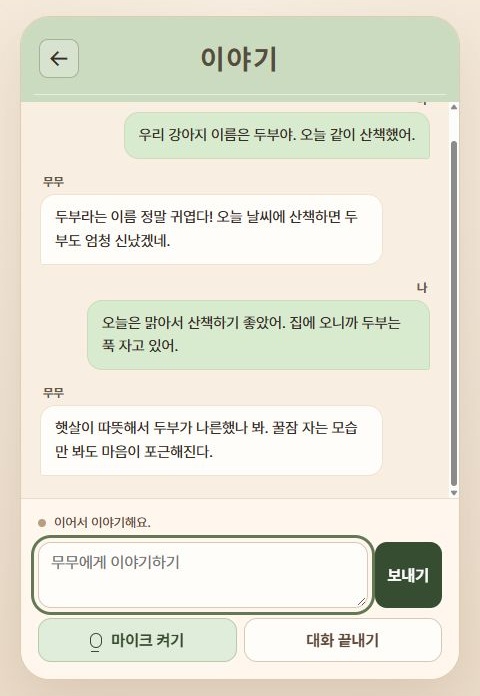 이야기
우리 강아지 이름은 두부야. 오늘 같이 산책했어.
무무
두부라는 이름 정말 귀엽다! 오늘 날씨에 산책하면 두
부도 엄청 신났겠네.
나
오늘은 맑아서 산책하기 좋았어. 집에 오니까 두부는
푹 자고 있어.
무무
햇살이 따뜻해서 두부가 나른했나 봐. 꿀잠 자는 모습
만 봐도 마음이 포근해진다.
이어서 이야기해요.
무무에게 이야기하기
보내기
마이크 켜기
대화 끝내기